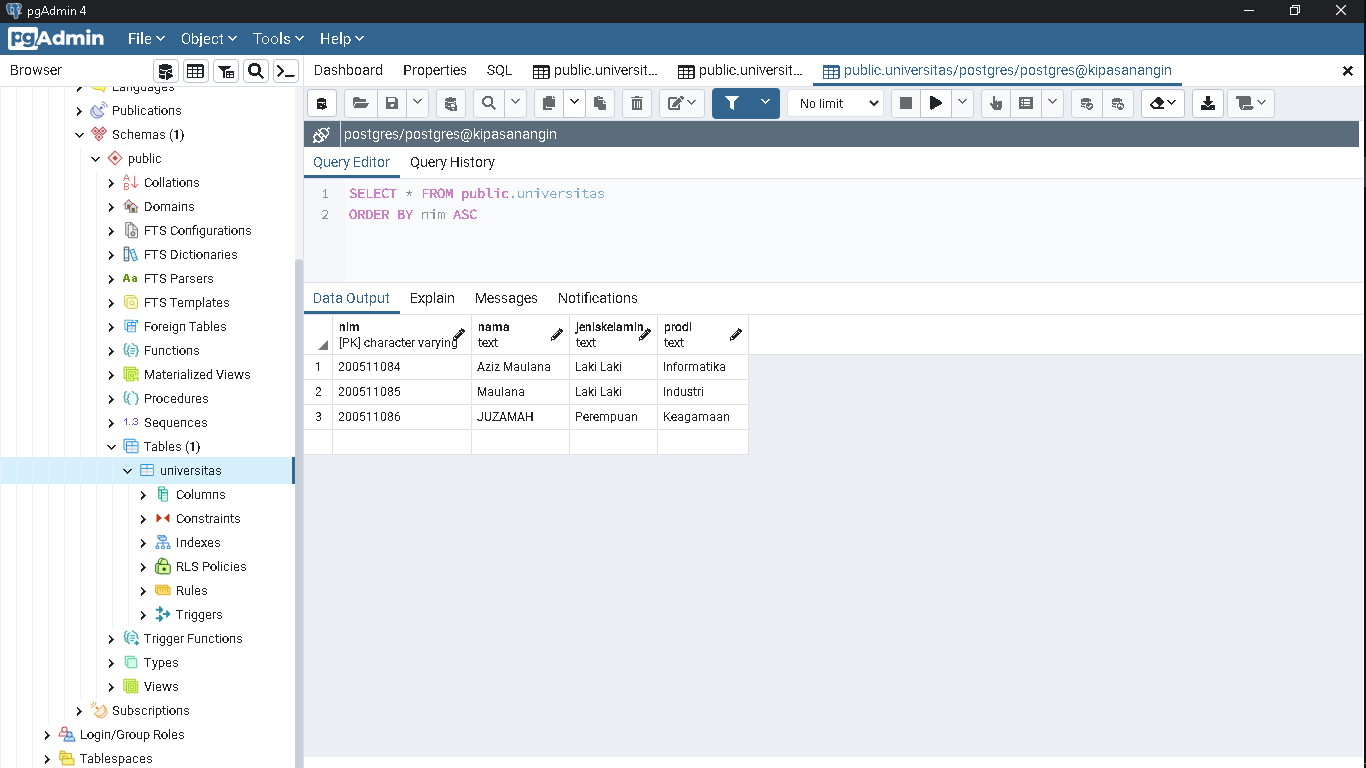 pgAdmin 4
pgAdmin File Object Tools Help
Browser
Dashboard Properties SQL public.universit... public.universit... public.universitas/postgres/postgres@kipasanangin
No limit
postgres/postgres@kipasanangin
Query Editor Query History
1 SELECT * FROM public.universitas
2 ORDER BY nim ASC
Data Output Explain Messages Notifications
nim [PK] character varying
nama text
jeniskelamin text
prodi text
1 200511084 Aziz Maulana Laki Laki Informatika
2 200511085 Maulana Laki Laki Industri
3 200511086 JUZAMAH Perempuan Keagamaan
Languages
Publications
Schemas (1)
public
Collations
Domains
FTS Configurations
FTS Dictionaries
Aa FTS Parsers
FTS Templates
Foreign Tables
Functions
Materialized Views
Procedures
1.3 Sequences
Tables (1)
universitas
Columns
Constraints
Indexes
RLS Policies
Rules
Triggers
Trigger Functions
Types
Views
Subscriptions
Login/Group Roles
Tablespaces